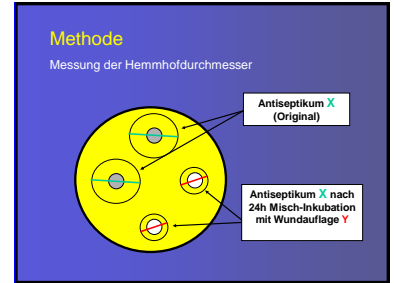 Methode
Messung der Hemmhofdurchmesser
Antiseptikum X
(Original)
Antiseptikum X nach
24h Misch-Inkubation
mit Wundauflage Y